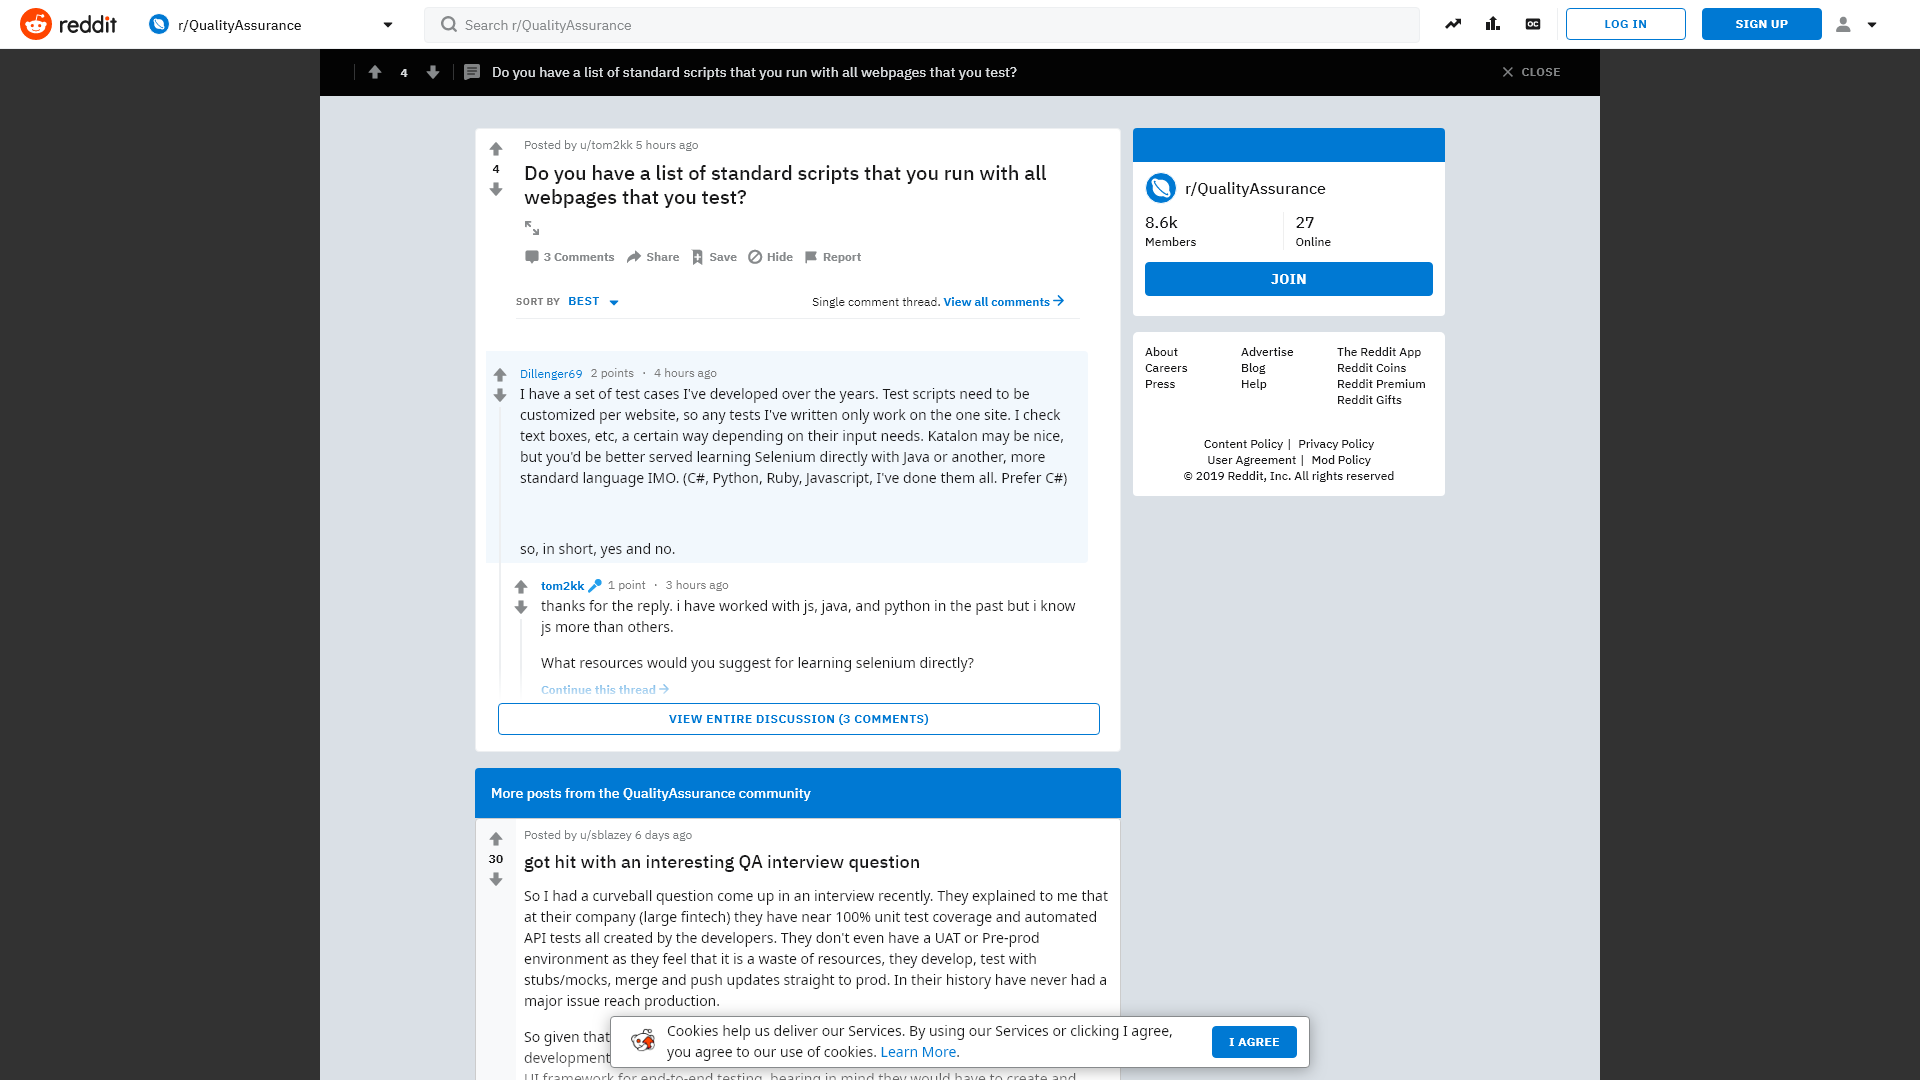 reddit
r/QualityAssurance
Search r/QualityAssurance
LOG IN
SIGN UP
4
Do you have a list of standard scripts that you run with all webpages that you test?
CLOSE
Posted by u/tom2kk 5 hours ago
4
Do you have a list of standard scripts that you run with all
webpages that you test?
3 Comments
Share
Save
Hide
Report
SORT BY BEST
Single comment thread. View all comments
Dillenger69 2 points · 4 hours ago
I have a set of test cases I've developed over the years. Test scripts need to be
customized per website, so any tests I've written only work on the one site. I check
text boxes, etc, a certain way depending on their input needs. Katalon may be nice,
but you'd be better served learning Selenium directly with Java or another, more
standard language IMO. (C#, Python, Ruby, Javascript, I've done them all. Prefer C#)
so, in short, yes and no.
tom2kk 1 point · 3 hours ago
thanks for the reply. i have worked with js, java, and python in the past but i know
js more than others.
What resources would you suggest for learning selenium directly?
Continue this thread
VIEW ENTIRE DISCUSSION (3 COMMENTS)
More posts from the QualityAssurance community
Posted by u/sblazey 6 days ago
30
got hit with an interesting QA interview question
So I had a curveball question come up in an interview recently. They explained to me that
at their company (large fintech) they have near 100% unit test coverage and automated
API tests all created by the developers. They don't even have a UAT or Pre-prod
environment as they feel that it is a waste of resources, they develop, test with
stubs/mocks, merge and push updates straight to prod. In their history have never had a
major issue reach production.
So given that
development
UI framework for end-to-end testing, bearing in mind they would have to create and
r/QualityAssurance
8.6k
Members
27
Online
JOIN
About
Careers
Press
Advertise
Blog
Help
The Reddit App
Reddit Coins
Reddit Premium
Reddit Gifts
Content Policy | Privacy Policy
User Agreement | Mod Policy
© 2019 Reddit, Inc. All rights reserved
Cookies help us deliver our Services. By using our Services or clicking I agree,
you agree to our use of cookies. Learn More.
I AGREE